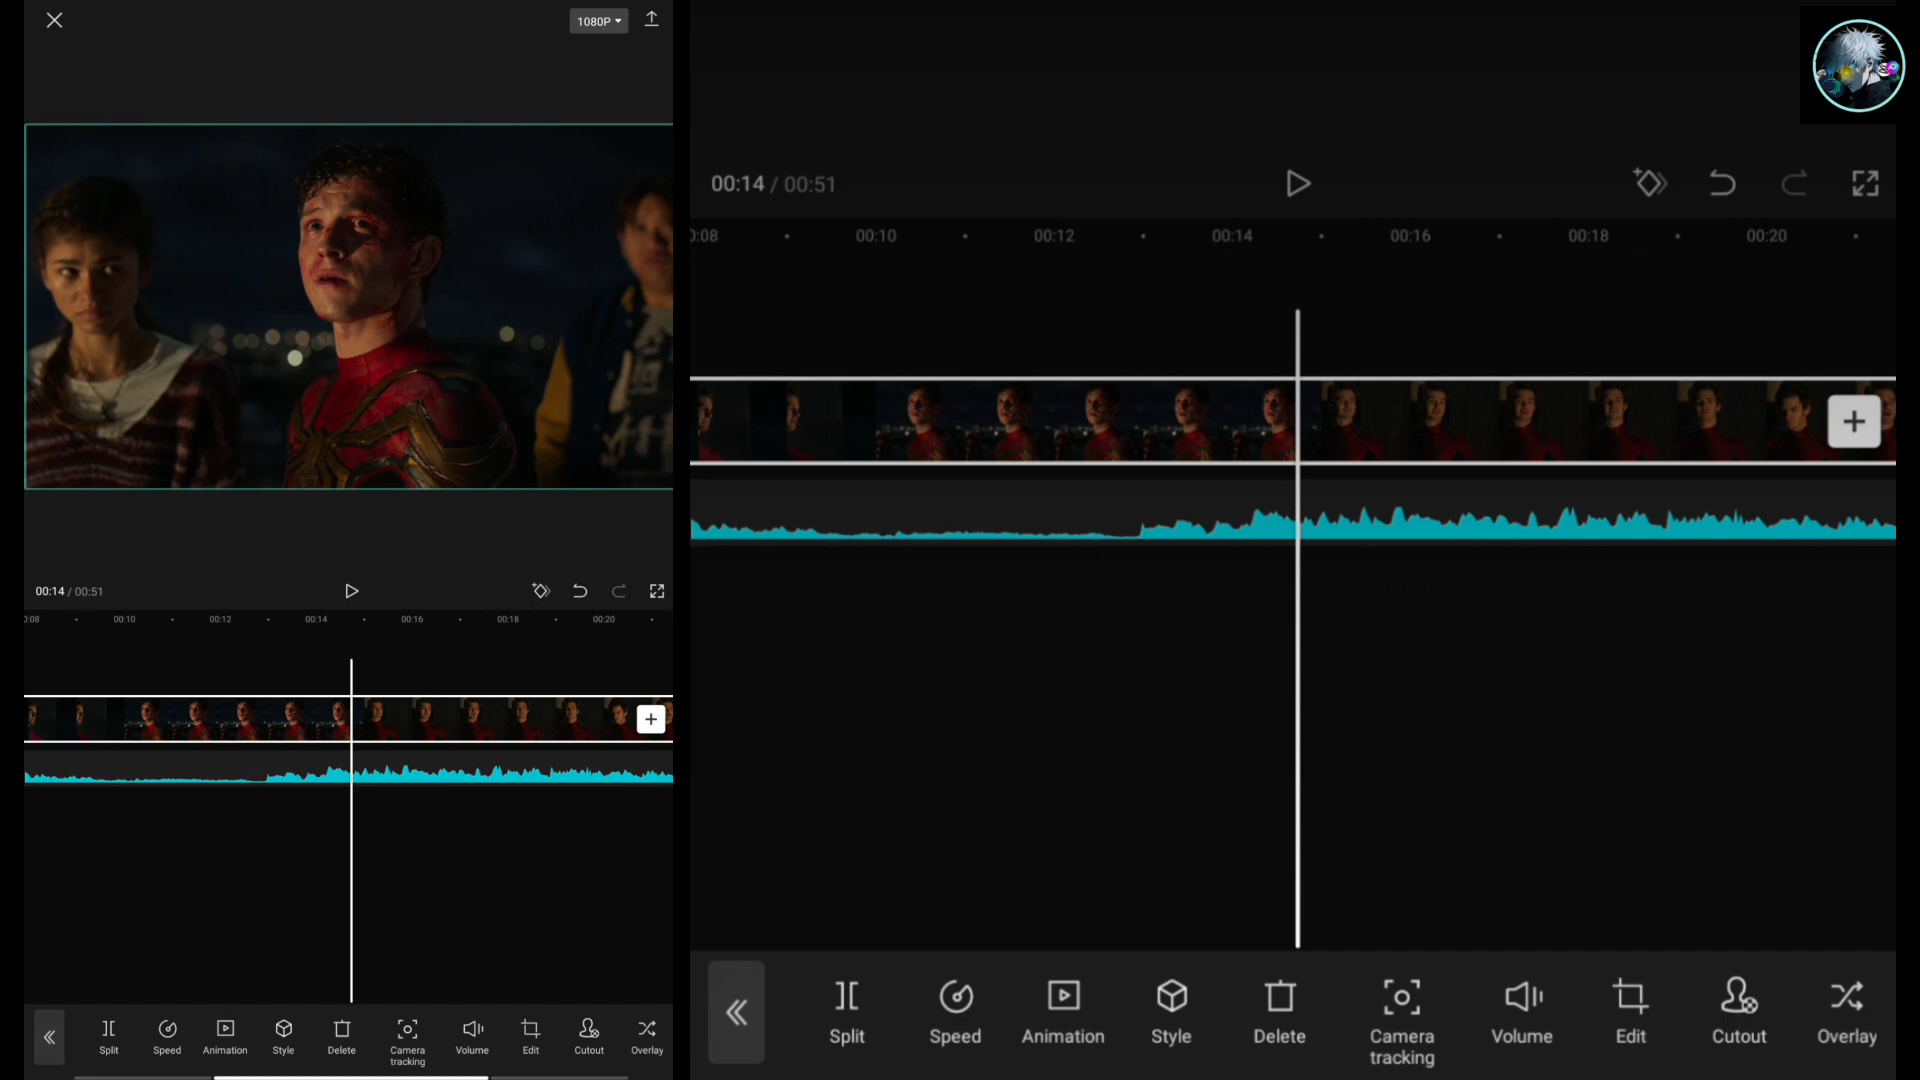 1080P
00:14 / 00:51
0:08 00:10 00:12 00:14 00:16 00:18 00:20
Split Speed Animation Style Delete Camera tracking Volume Edit Cutout Overlay
00:14 / 00:51
0:08 00:10 00:12 00:14 00:16 00:18 00:20
Split Speed Animation Style Delete Camera tracking Volume Edit Cutout Overlay